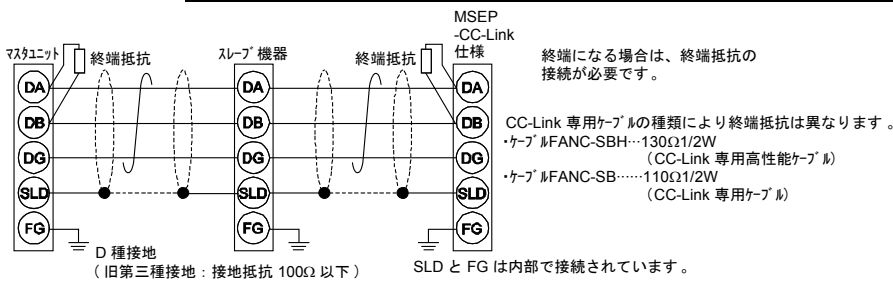 MSEP
-CC-Link
仕様
マスタユニット
終端抵抗
スレーブ機器
終端抵抗
終端になる場合は、終端抵抗の
接続が必要です。
DA
DA
DA
DB
DB
DB
DG
DG
DG
SLD
SLD
SLD
FG
FG
FG
CC-Link 専用ケーブルの種類により終端抵抗は異なります。
・ケーブルFANC-SBH…130Ω1/2W
（CC-Link 専用高性能ケーブル）
・ケーブルFANC-SB……110Ω1/2W
（CC-Link 専用ケーブル）
D 種接地
（旧第三種接地：接地抵抗 100Ω 以下）
SLD と FG は内部で接続されています。